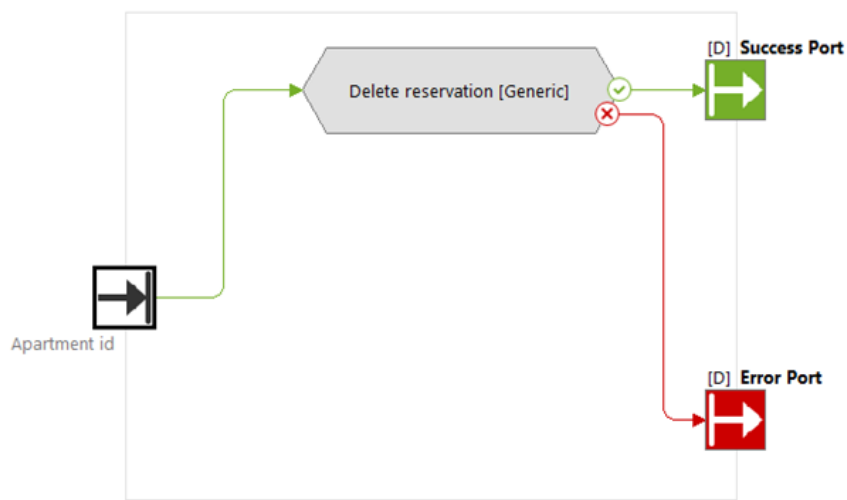 [D] Success Port
Delete reservation [Generic]
Apartment id
[D] Error Port